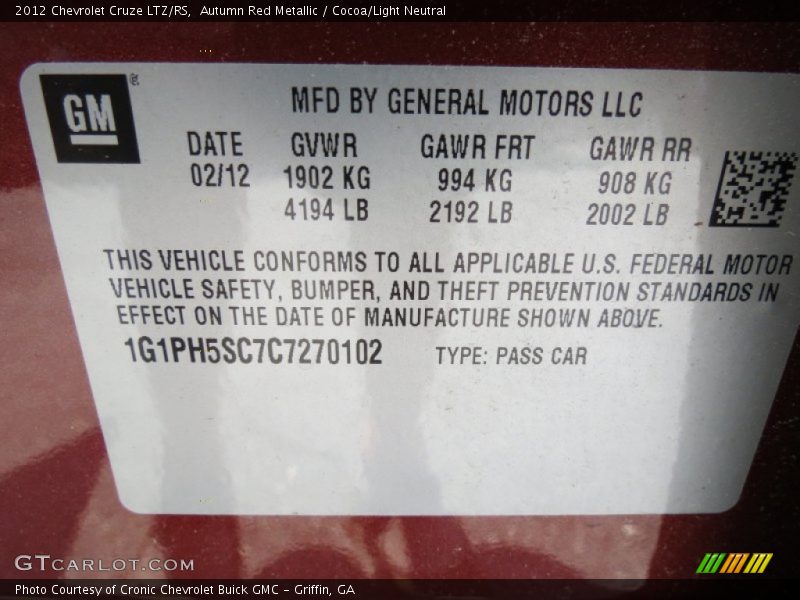 2012 Chevrolet Cruze LTZ/RS,  Autumn Red Metallic / Cocoa/Light Neutral
GM
MFD BY GENERAL MOTORS LLC
DATE GVWR GAWR FRT GAWR RR
02/12 1902 KG 994 KG 908 KG
4194 LB 2192 LB 2002 LB
THIS VEHICLE CONFORMS TO ALL APPLICABLE U.S. FEDERAL MOTOR
VEHICLE SAFETY, BUMPER, AND THEFT PREVENTION STANDARDS IN
EFFECT ON THE DATE OF MANUFACTURE SHOWN ABOVE.
1G1PH5SC7C7270102 TYPE: PASS CAR
GTCARLOT.COM
Photo Courtesy of Cronic Chevrolet Buick GMC – Griffin, GA